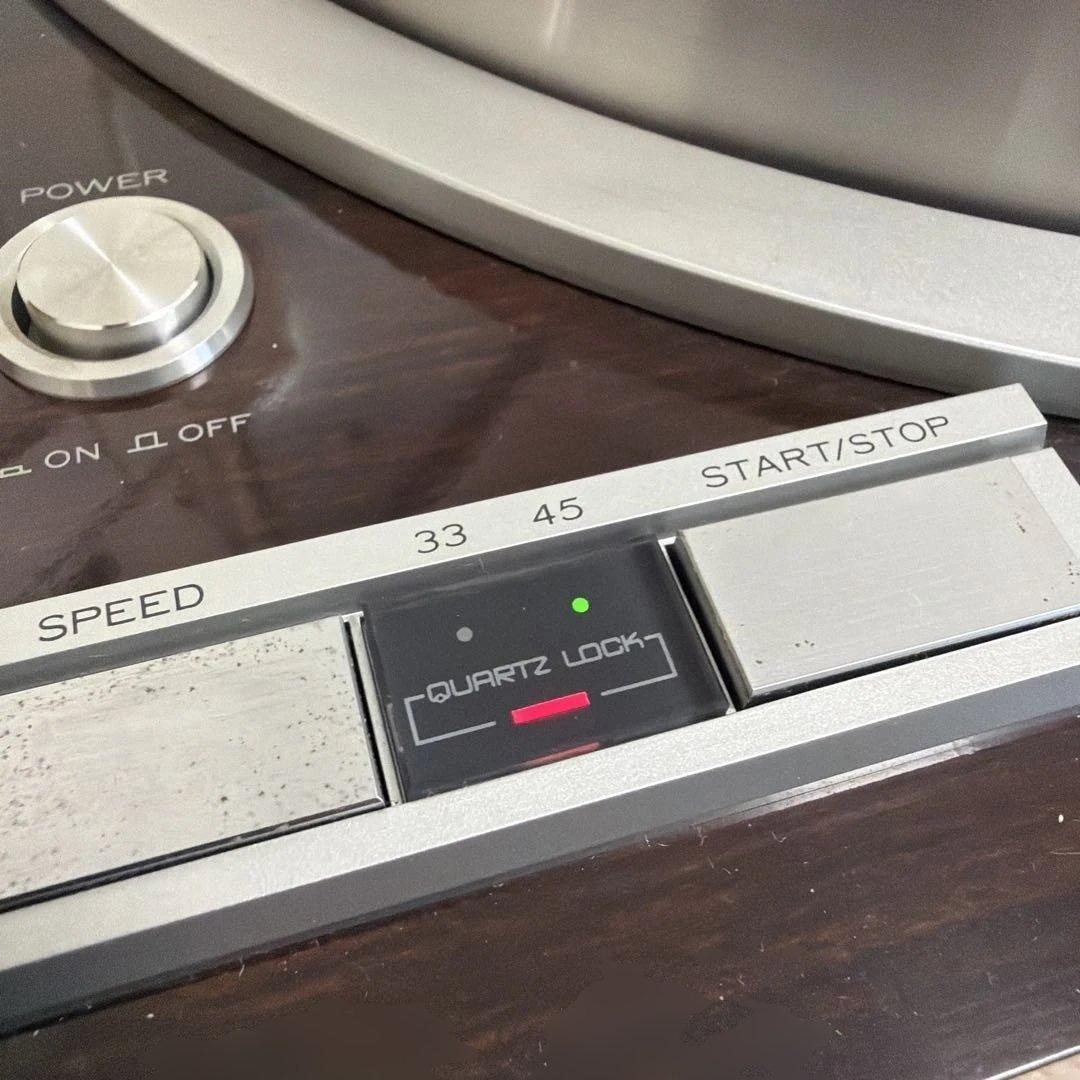 POWER
ON OFF
SPEED
33 45
START/STOP
QUARTZ LOCK